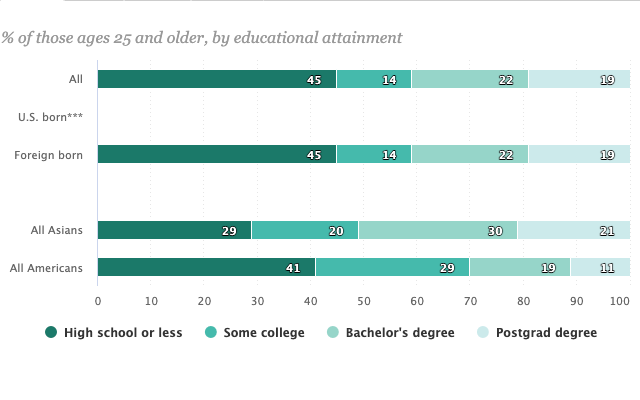 % of those ages 25 and older, by educational attainment
All 45 14 22 19
U.S. born***
Foreign born 45 14 22 19
All Asians 29 20 30 21
All Americans 41 29 19 11
0 10 20 30 40 50 60 70 80 90 100
High school or less Some college Bachelor's degree Postgrad degree